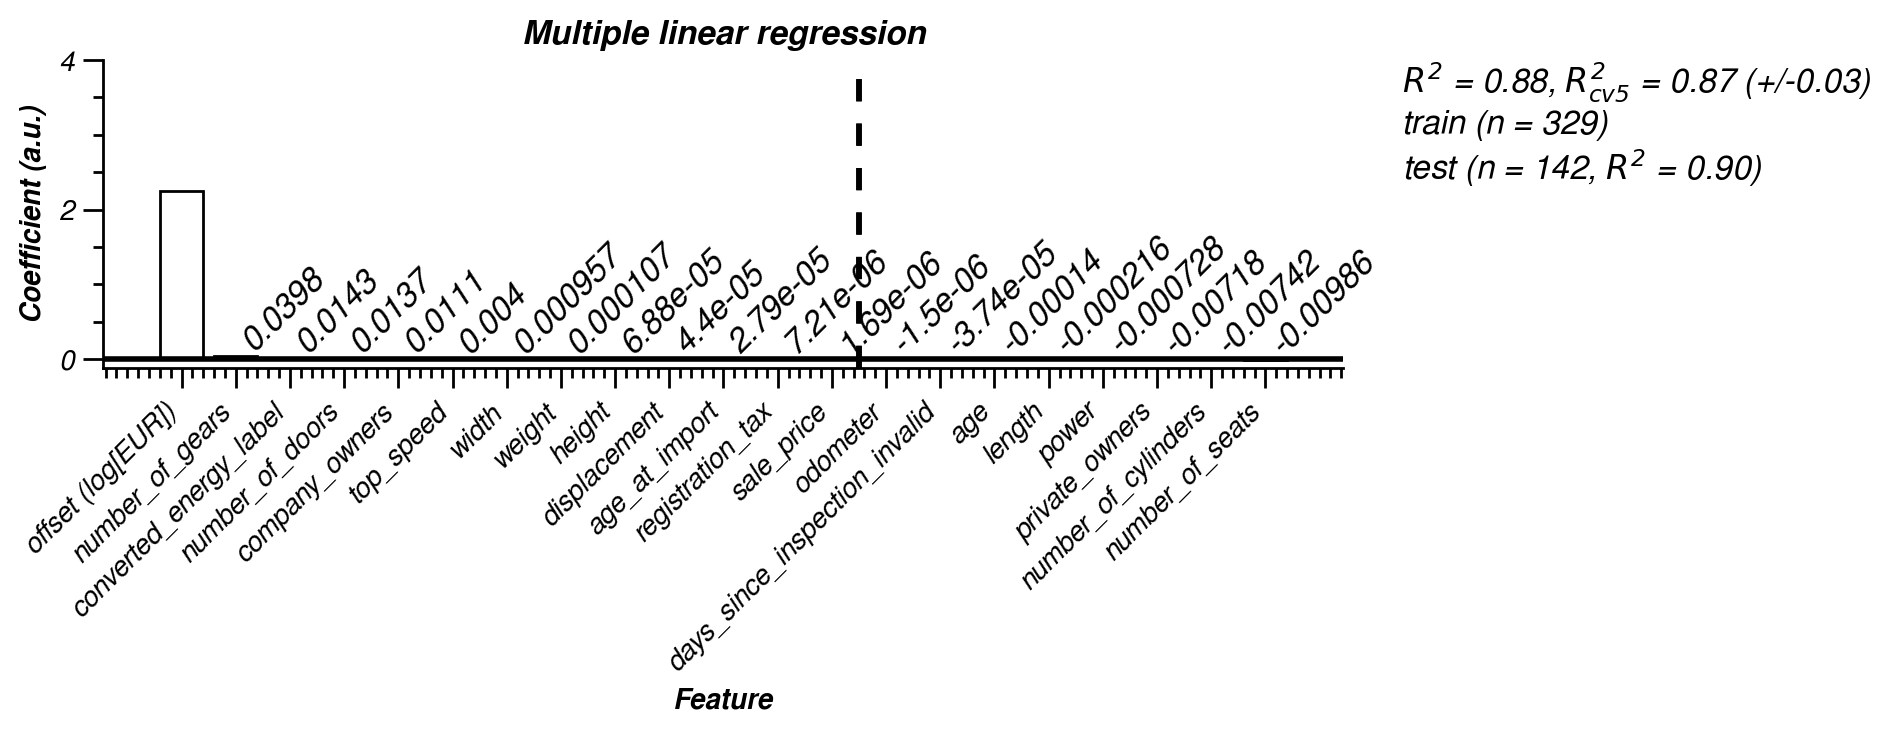 Multiple linear regression
R² = 0.88, R²cv5 = 0.87 (+/-0.03)
train (n = 329)
test (n = 142, R² = 0.90)
Coefficient (a.u.)
4
2
0
0.0398
0.0143
0.0137
0.0111
0.004
0.000957
0.000107
6.88e-05
4.4e-05
2.79e-05
7.21e-06
1.69e-06
-1.5e-06
-3.74e-05
-0.00014
-0.000216
-0.000728
-0.00718
-0.00742
-0.00986
offset (log[EUR])
number_of_gears
converted_energy_label
number_of_doors
company_owners
top_speed
width
weight
height
displacement
age_at_import
registration_tax
sale_price
odometer
days_since_inspection_invalid
age
length
power
private_owners
number_of_cylinders
number_of_seats
Feature